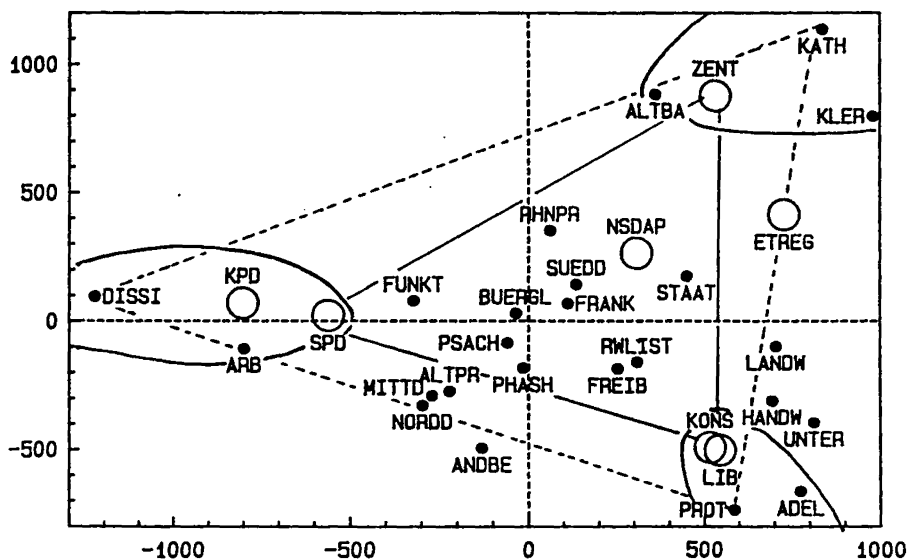 1000
500
0
-500
-1000
-500
0
500
1000
KATH
ZENT
ALTBA
KLER
RHNPR
NSDAP
ETREG
KPD
SUEDD
DISSI
FUNKT
BUERGL
FRANK
STAAT
SPD
ARB
PSACH
RWLIST
LANDW
MITTD
ALTPR
PHASH
FREIB
NORDD
KONS
HANDW
UNTER
ANDBE
LIB
PROT
ADEL